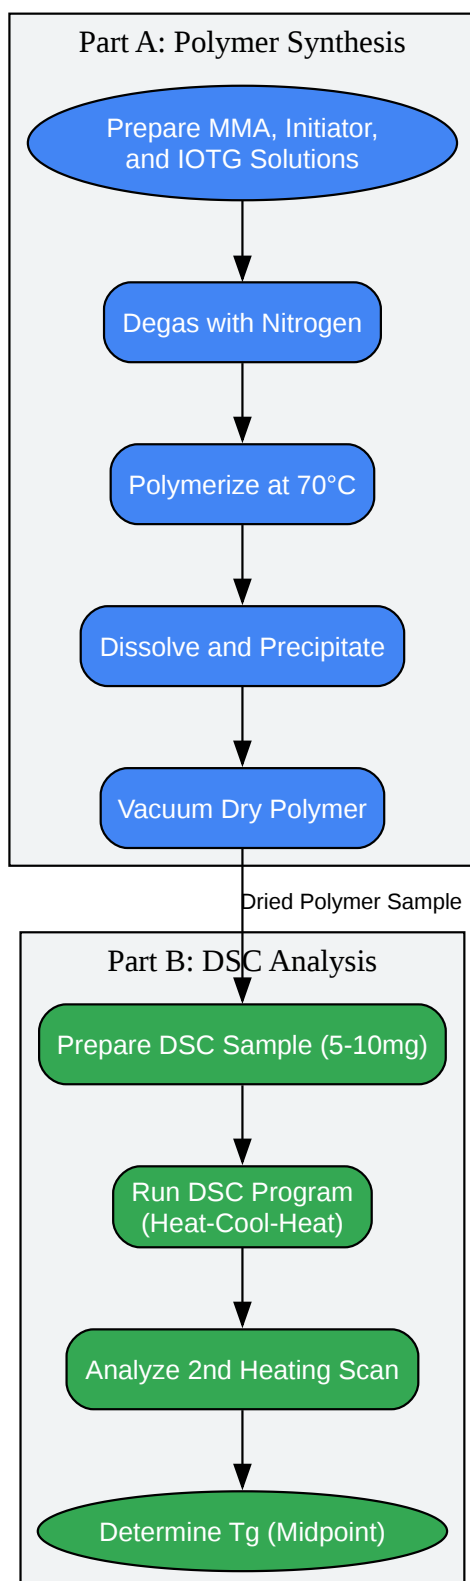 Part A: Polymer Synthesis
Prepare MMA, Initiator,
and IOTG Solutions
Degas with Nitrogen
Polymerize at 70°C
Dissolve and Precipitate
Vacuum Dry Polymer
Dried Polymer Sample
Part B: DSC Analysis
Prepare DSC Sample (5-10mg)
Run DSC Program
(Heat-Cool-Heat)
Analyze 2nd Heating Scan
Determine Tg (Midpoint)